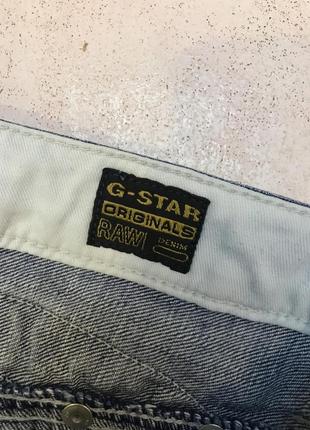 G-STAR
ORIGINALS
RAW DENIM